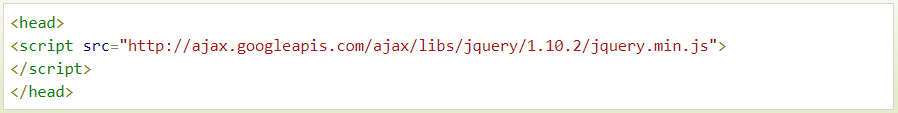 <head>
<script src="http://ajax.googleapis.com/ajax/libs/jquery/1.10.2/jquery.min.js">
</script>
</head>